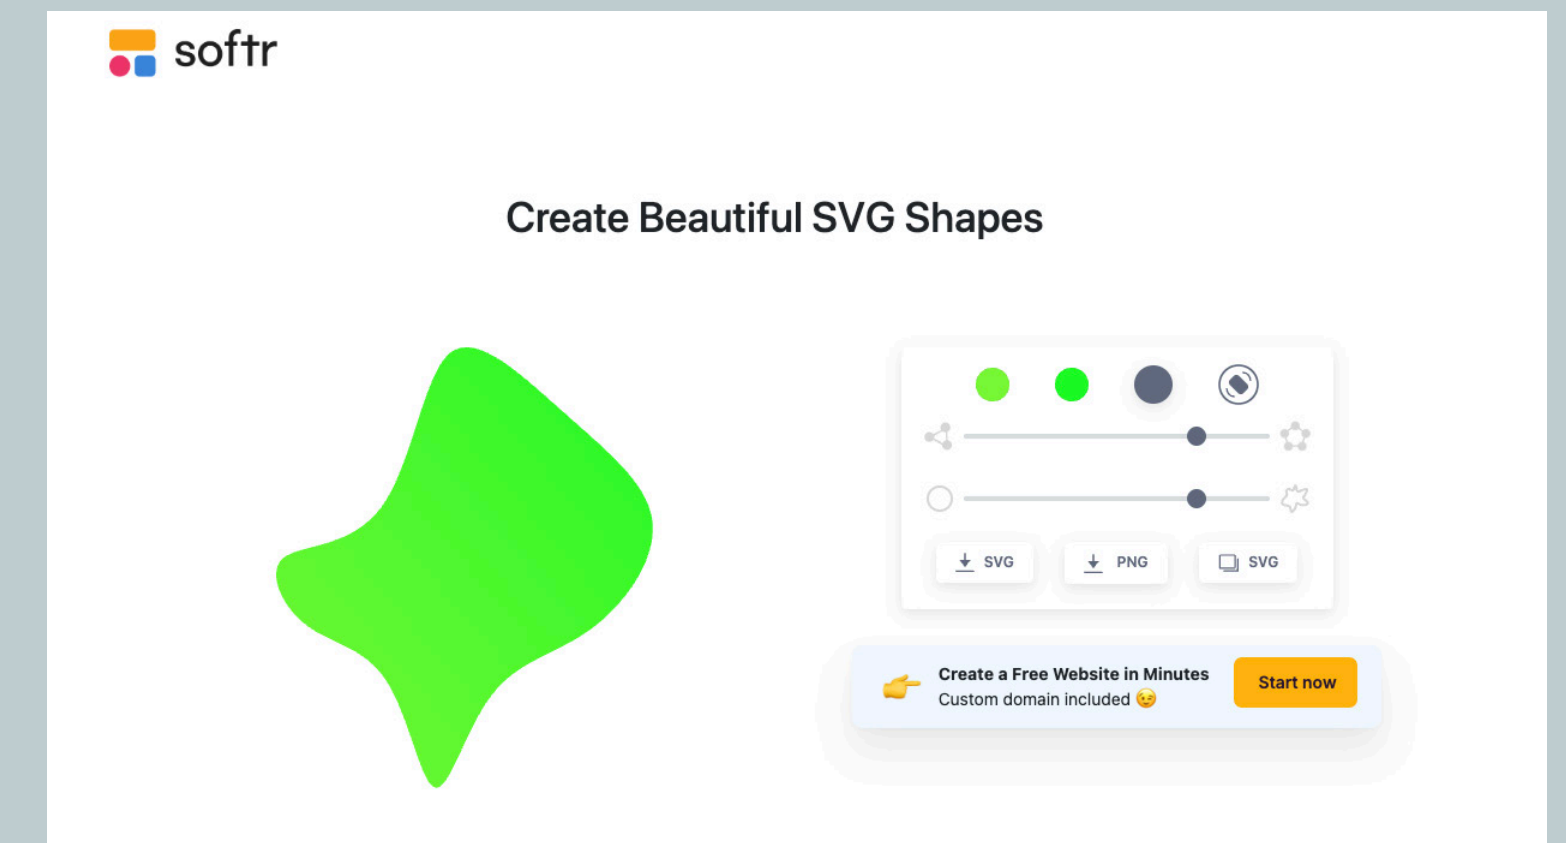 softr
Create Beautiful SVG Shapes
SVG
PNG
SVG
Create a Free Website in Minutes
Custom domain included 😉
Start now